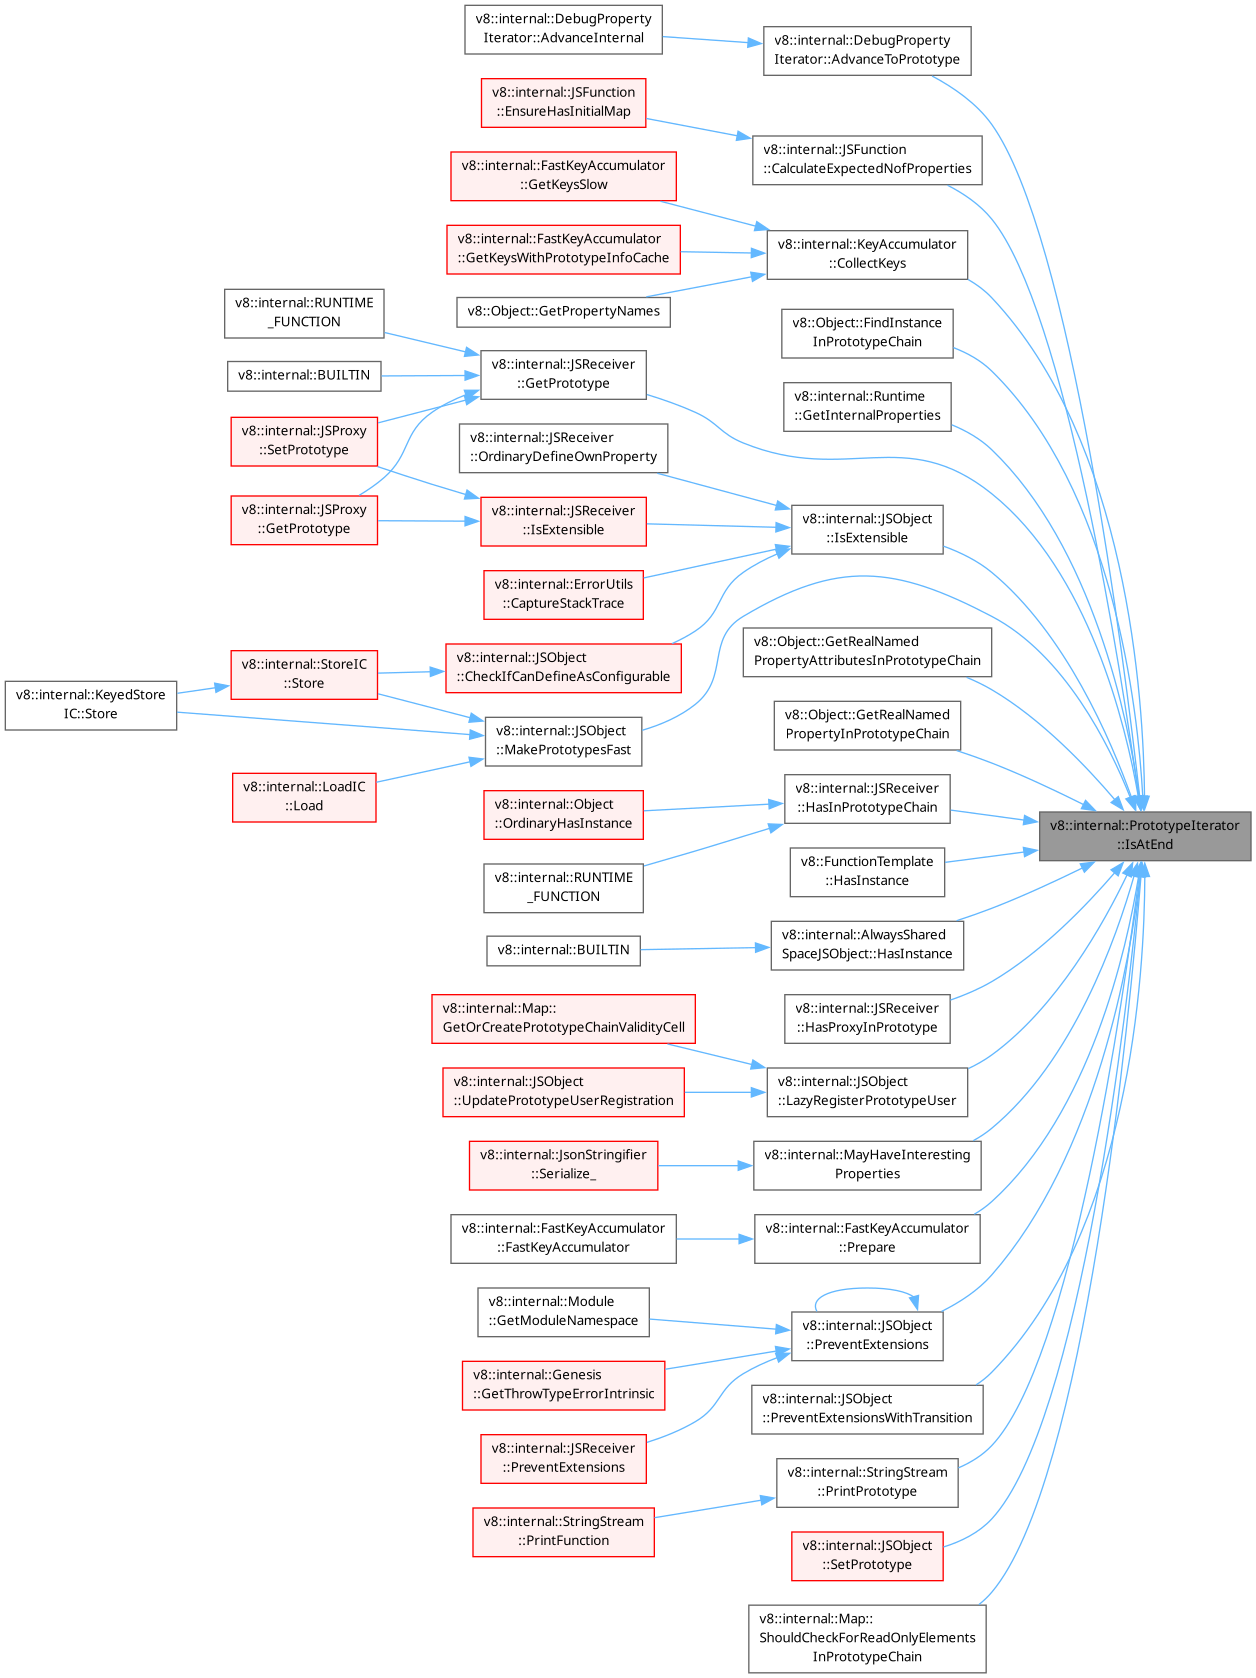 v8::internal::DebugProperty
Iterator::AdvanceInternal
v8::internal::DebugProperty
Iterator::AdvanceToPrototype
v8::internal::JSFunction
::EnsureHasInitialMap
v8::internal::JSFunction
::CalculateExpectedNofProperties
v8::internal::FastKeyAccumulator
::GetKeysSlow
v8::internal::FastKeyAccumulator
::GetKeysWithPrototypeInfoCache
v8::internal::KeyAccumulator
::CollectKeys
v8::Object::GetPropertyNames
v8::internal::RUNTIME
_FUNCTION
v8::Object::FindInstance
InPrototypeChain
v8::internal::BUILTIN
v8::internal::JSReceiver
::GetPrototype
v8::internal::Runtime
::GetInternalProperties
v8::internal::JSProxy
::SetPrototype
v8::internal::JSReceiver
::OrdinaryDefineOwnProperty
v8::internal::JSProxy
::GetPrototype
v8::internal::JSReceiver
::IsExtensible
v8::internal::JSObject
::IsExtensible
v8::internal::ErrorUtils
::CaptureStackTrace
v8::internal::StoreIC
::Store
v8::internal::JSObject
::CheckIfCanDefineAsConfigurable
v8::Object::GetRealNamed
PropertyAttributesInPrototypeChain
v8::internal::KeyedStore
IC::Store
v8::internal::JSObject
::MakePrototypesFast
v8::Object::GetRealNamed
PropertyInPrototypeChain
v8::internal::LoadIC
::Load
v8::internal::Object
::OrdinaryHasInstance
v8::internal::JSReceiver
::HasInPrototypeChain
v8::internal::PrototypeIterator
::IsAtEnd
v8::internal::RUNTIME
_FUNCTION
v8::FunctionTemplate
::HasInstance
v8::internal::BUILTIN
v8::internal::AlwaysShared
SpaceJSObject::HasInstance
v8::internal::JSReceiver
::HasProxyInPrototype
v8::internal::Map::
GetOrCreatePrototypeChainValidityCell
v8::internal::JSObject
::UpdatePrototypeUserRegistration
v8::internal::JSObject
::LazyRegisterPrototypeUser
v8::internal::JsonStringifier
::Serialize_
v8::internal::MayHaveInteresting
Properties
v8::internal::FastKeyAccumulator
::FastKeyAccumulator
v8::internal::FastKeyAccumulator
::Prepare
v8::internal::Module
::GetModuleNamespace
v8::internal::JSObject
::PreventExtensions
v8::internal::Genesis
::GetThrowTypeErrorIntrinsic
v8::internal::JSObject
::PreventExtensionsWithTransition
v8::internal::JSReceiver
::PreventExtensions
v8::internal::StringStream
::PrintPrototype
v8::internal::StringStream
::PrintFunction
v8::internal::JSObject
::SetPrototype
v8::internal::Map::
ShouldCheckForReadOnlyElements
InPrototypeChain